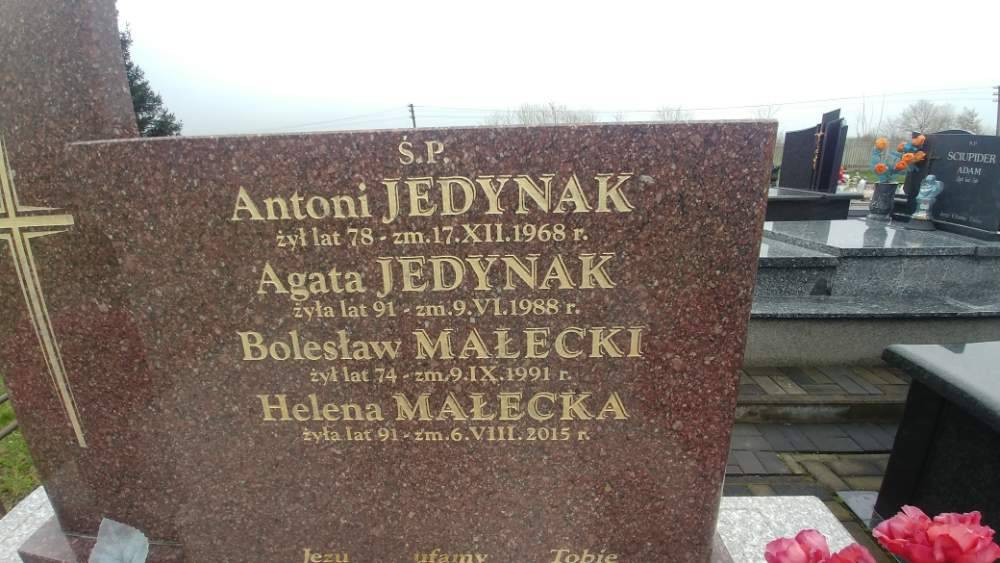 Ś.P.
Antoni JEDYNAK
żył lat 78 - zm.17.XII.1968 r.
Agata JEDYNAK
żyła lat 91 - zm.9.VI.1988 r.
Bolesław MAŁECKI
żył lat 74 - zm.9.IX.1991 r.
Helena MAŁECKA
żyła lat 91 - zm.6.VIII.2015 r.
Jezu ufamy Tobie
Ś.P.
SCIUPIDER
ADAM